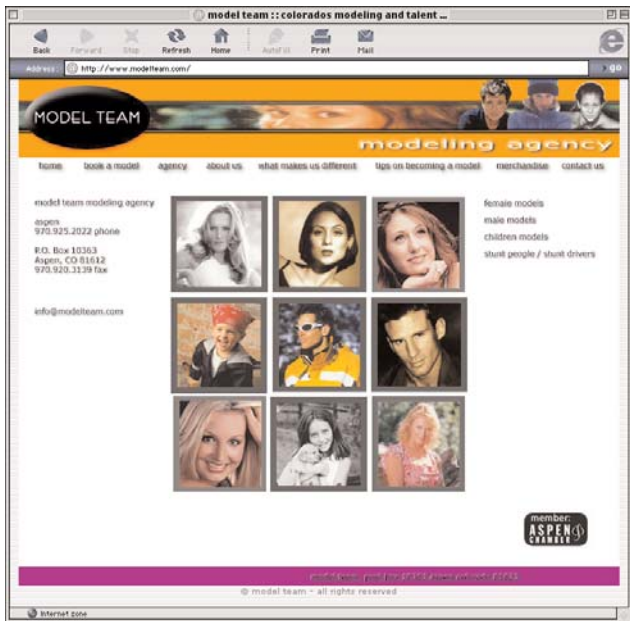 model team :: colorados modeling and talent ...
Back Forward Stop Refresh Home AutoFill Print Mail
Address: http://www.modelteam.com/ go
MODEL TEAM
modeling agency
home book a model agency about us what makes us different tips on becoming a model merchandise contact us
model team modeling agency
aspen
970.925.2022 phone
P.O. Box 10363
Aspen, CO 81612
970.920.3139 fax
info@modelteam.com
female models
male models
children models
stunt people / stunt drivers
member:
ASPEN
CHAMBER
model team
© model team - all rights reserved
Internet zone